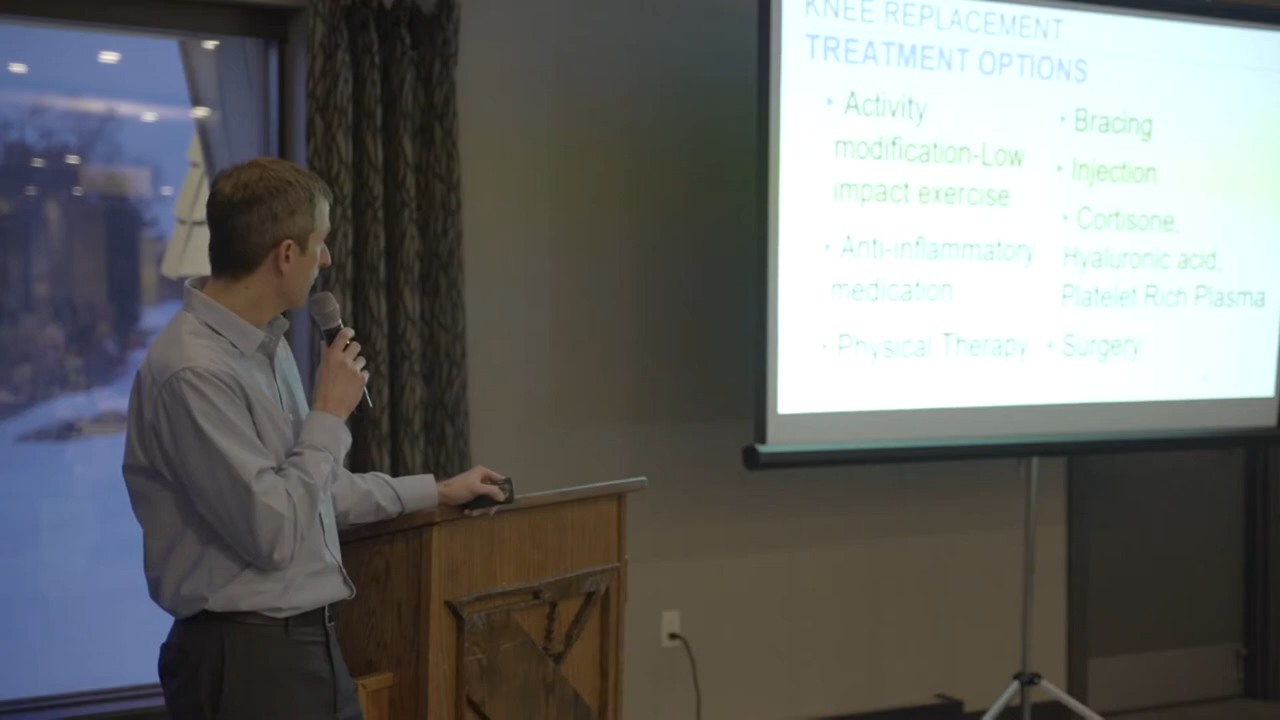 KNEE REPLACEMENT
TREATMENT OPTIONS
• Activity
modification-Low
impact exercise
• Anti-inflammatory
medication
• Physical Therapy
• Bracing
• Injection
• Cortisone,
Hyaluronic acid,
Platelet Rich Plasma
• Surgery